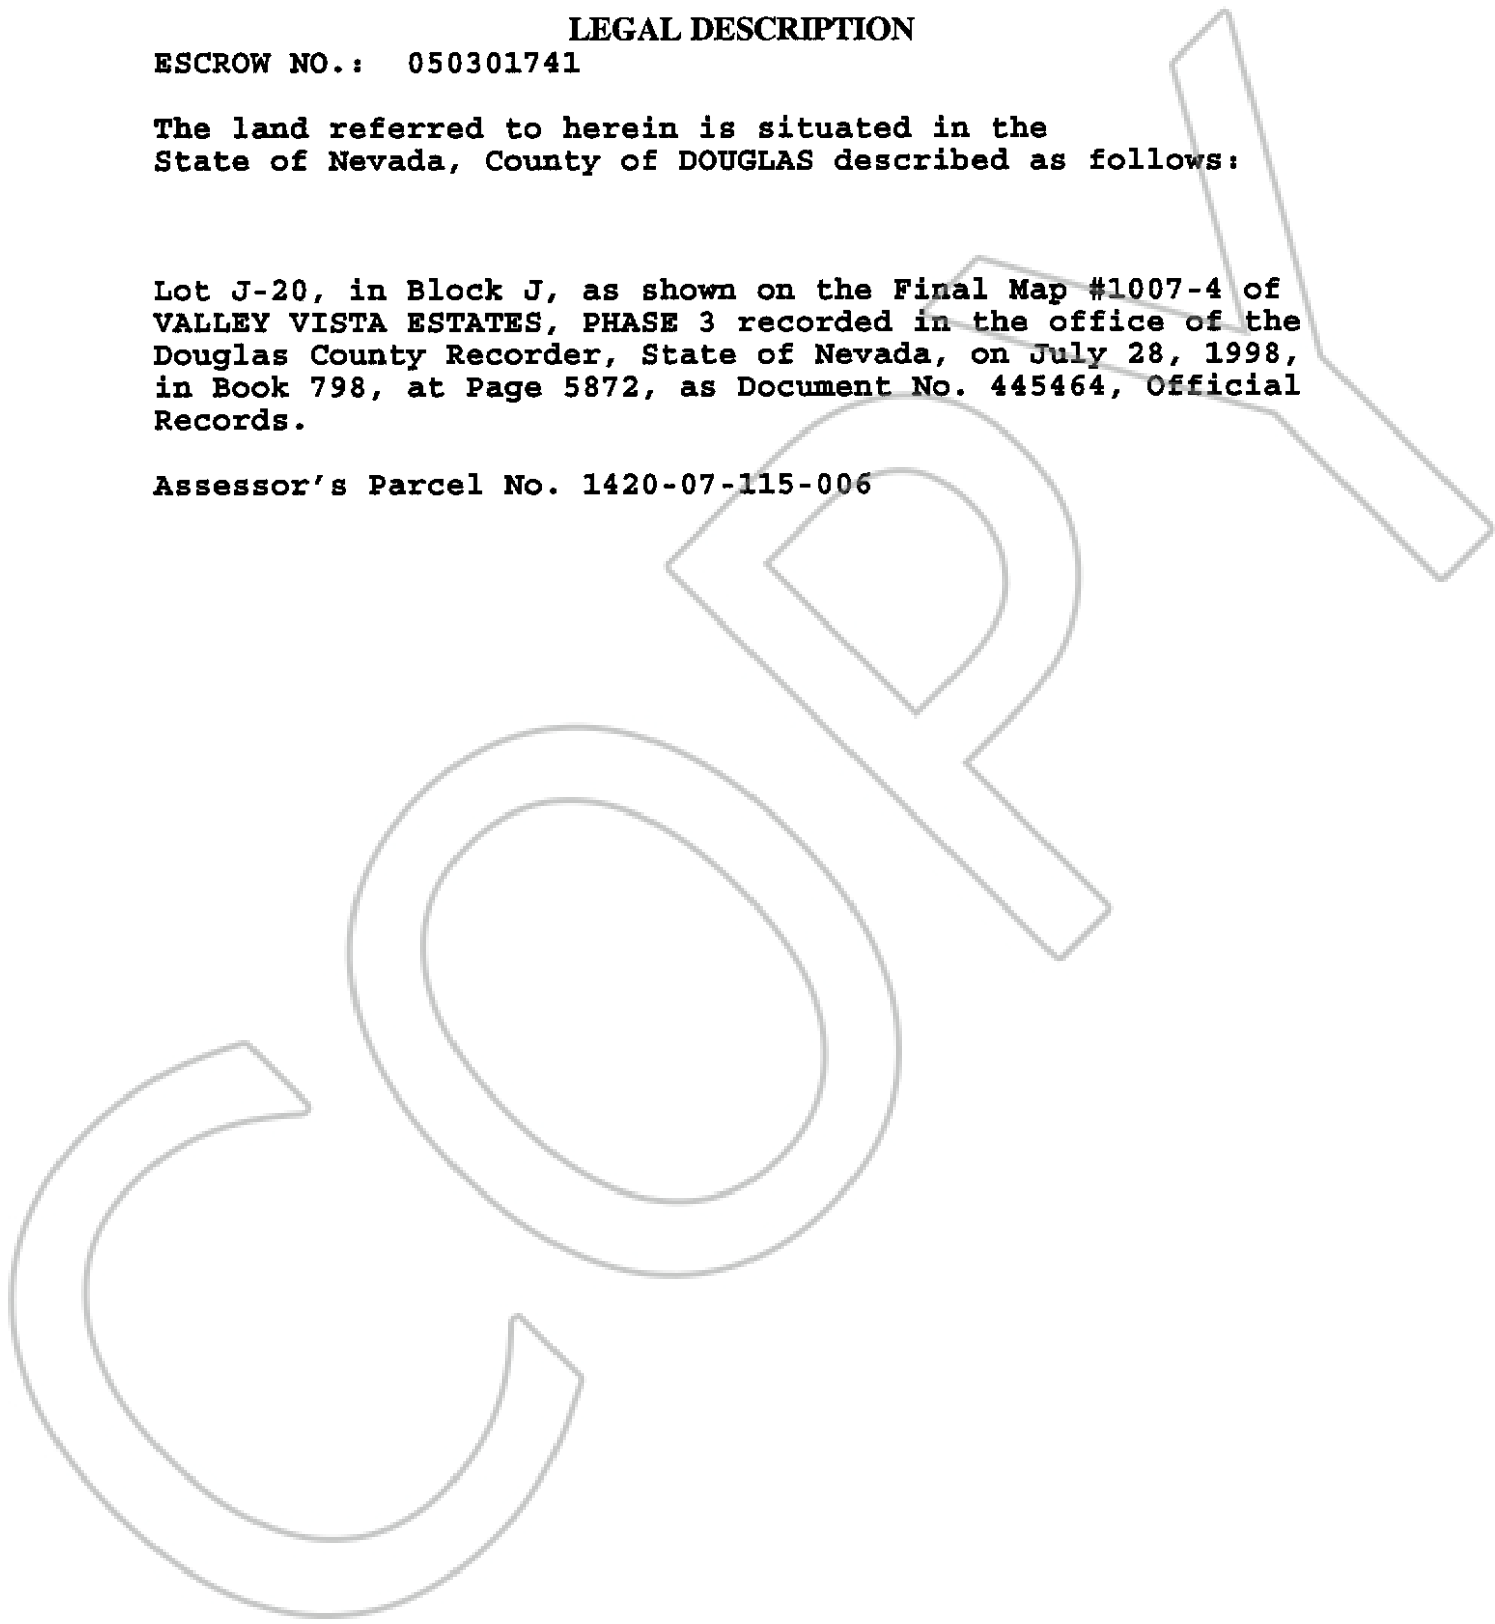 LEGAL DESCRIPTION
ESCROW NO.: 050301741
The land referred to herein is situated in the
State of Nevada, County of DOUGLAS described as follows:
Lot J-20, in Block J, as shown on the Final Map #1007-4 of
VALLEY VISTA ESTATES, PHASE 3 recorded in the office of the
Douglas County Recorder, State of Nevada, on July 28, 1998,
in Book 798, at Page 5872, as Document No. 445464, Official
Records.
Assessor's Parcel No. 1420-07-115-006
COPY